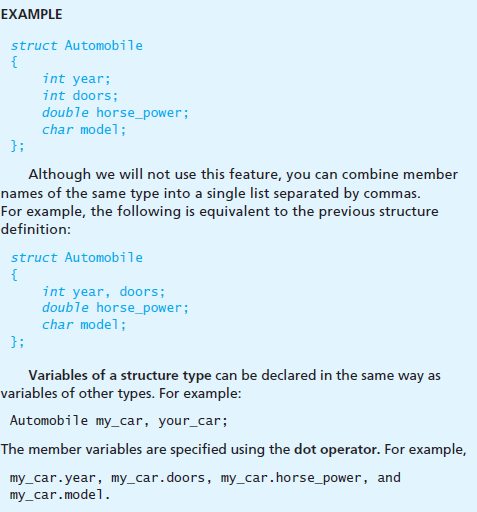 EXAMPLE
struct Automobile
{
int year;
int doors;
double horse_power;
char model;
};
Although we will not use this feature, you can combine member
names of the same type into a single list separated by commas.
For example, the following is equivalent to the previous structure
definition:
struct Automobile
{
int year, doors;
double horse_power;
char model;
};
Variables of a structure type can be declared in the same way as
variables of other types. For example:
Automobile my_car, your_car;
The member variables are specified using the dot operator. For example,
my_car.year, my_car.doors, my_car.horse_power, and
my_car.model.